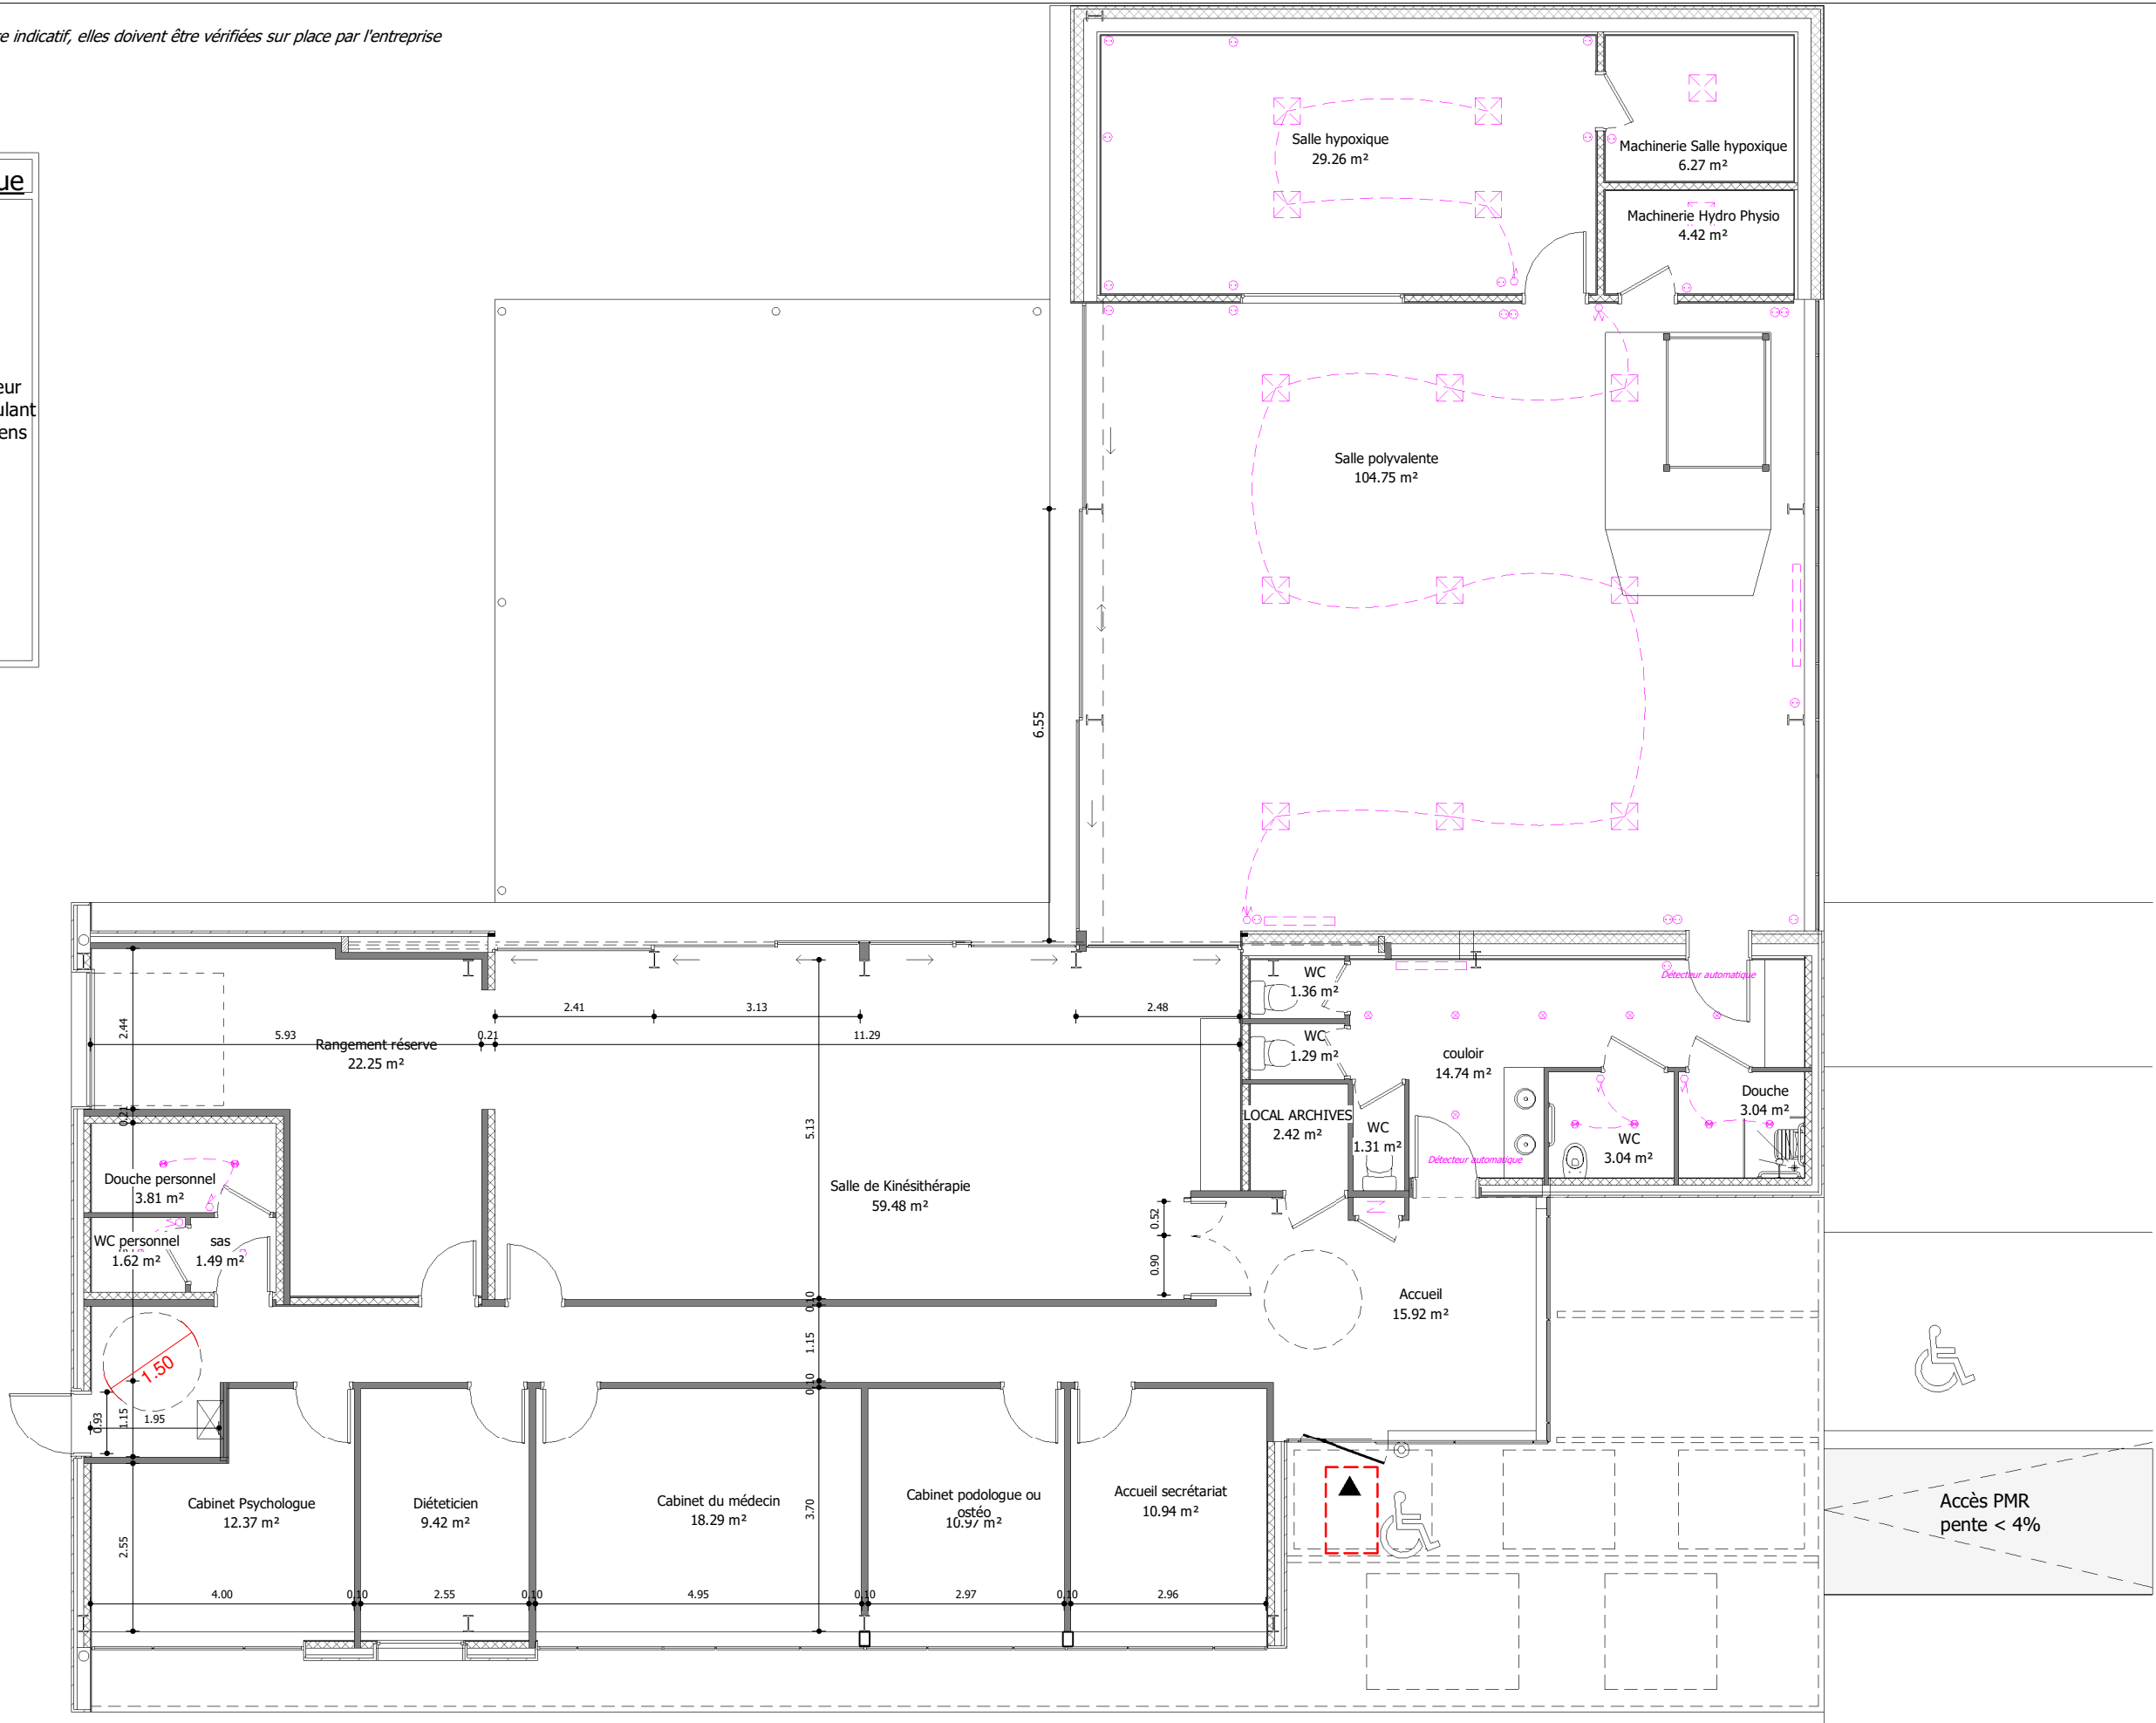 e indicatif, elles doivent être vérifiées sur place par l'entreprise
ue
eur
ulant
ens
Salle hypoxique
29.26 m²
Machinerie Salle hypoxique
6.27 m²
Machinerie Hydro Physio
4.42 m²
Salle polyvalente
104.75 m²
6.55
Détecteur automatique
WC
1.36 m²
2.41
3.13
2.48
2.44
5.93
0.21
11.29
Rangement réserve
22.25 m²
WC
1.29 m²
couloir
14.74 m²
Douche
3.04 m²
0.21
5.13
LOCAL ARCHIVES
2.42 m²
WC
1.31 m²
WC
3.04 m²
Détecteur automatique
Douche personnel
3.81 m²
Salle de Kinésithérapie
59.48 m²
0.52
WC personnel
1.62 m²
sas
1.49 m²
0.90
Accueil
15.92 m²
0.10
1.15
1.50
0.10
0.93
1.15
1.95
Cabinet Psychologue
12.37 m²
Diéteticien
9.42 m²
Cabinet du médecin
18.29 m²
3.70
Cabinet podologue ou
ostéo
10.97 m²
Accueil secrétariat
10.94 m²
Accès PMR
pente < 4%
2.55
4.00
0.10
2.55
0.10
4.95
0.10
2.97
0.10
2.96